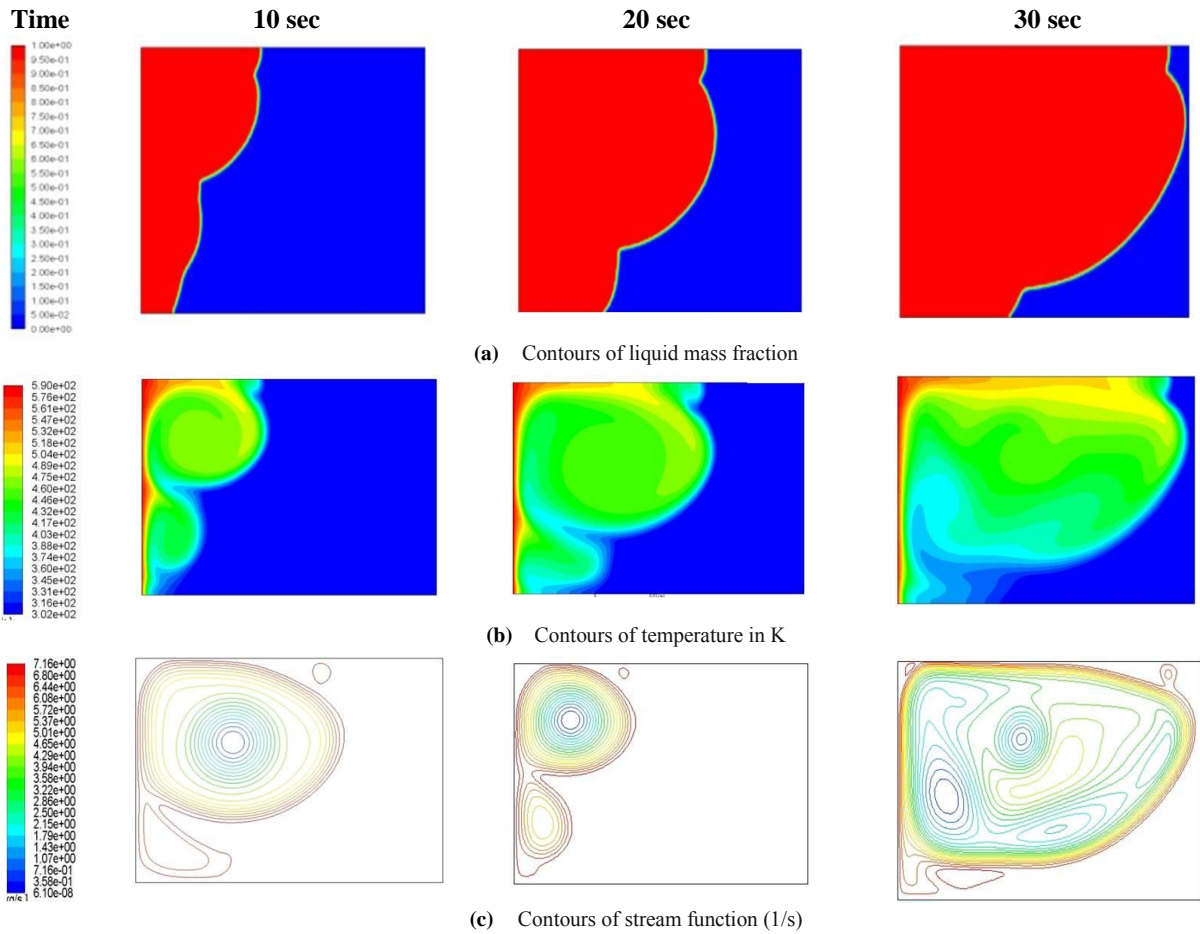 Time 10 sec 20 sec 30 sec
1.00e+00
9.50e-01
9.00e-01
8.50e-01
8.00e-01
7.50e-01
7.00e-01
6.50e-01
6.00e-01
5.50e-01
5.00e-01
4.50e-01
4.00e-01
3.50e-01
3.00e-01
2.50e-01
2.00e-01
1.50e-01
1.00e-01
5.00e-02
0.00e+00
(a) Contours of liquid mass fraction
5.90e+02
5.76e+02
5.61e+02
5.47e+02
5.32e+02
5.18e+02
5.04e+02
4.89e+02
4.75e+02
4.60e+02
4.46e+02
4.32e+02
4.17e+02
4.03e+02
3.88e+02
3.74e+02
3.60e+02
3.45e+02
3.31e+02
3.16e+02
3.02e+02
(b) Contours of temperature in K
7.16e+00
6.80e+00
6.44e+00
6.08e+00
5.72e+00
5.37e+00
5.01e+00
4.65e+00
4.29e+00
3.94e+00
3.58e+00
3.22e+00
2.86e+00
2.50e+00
2.15e+00
1.79e+00
1.43e+00
1.07e+00
7.16e-01
3.58e-01
6.10e-08
(c) Contours of stream function (1/s)